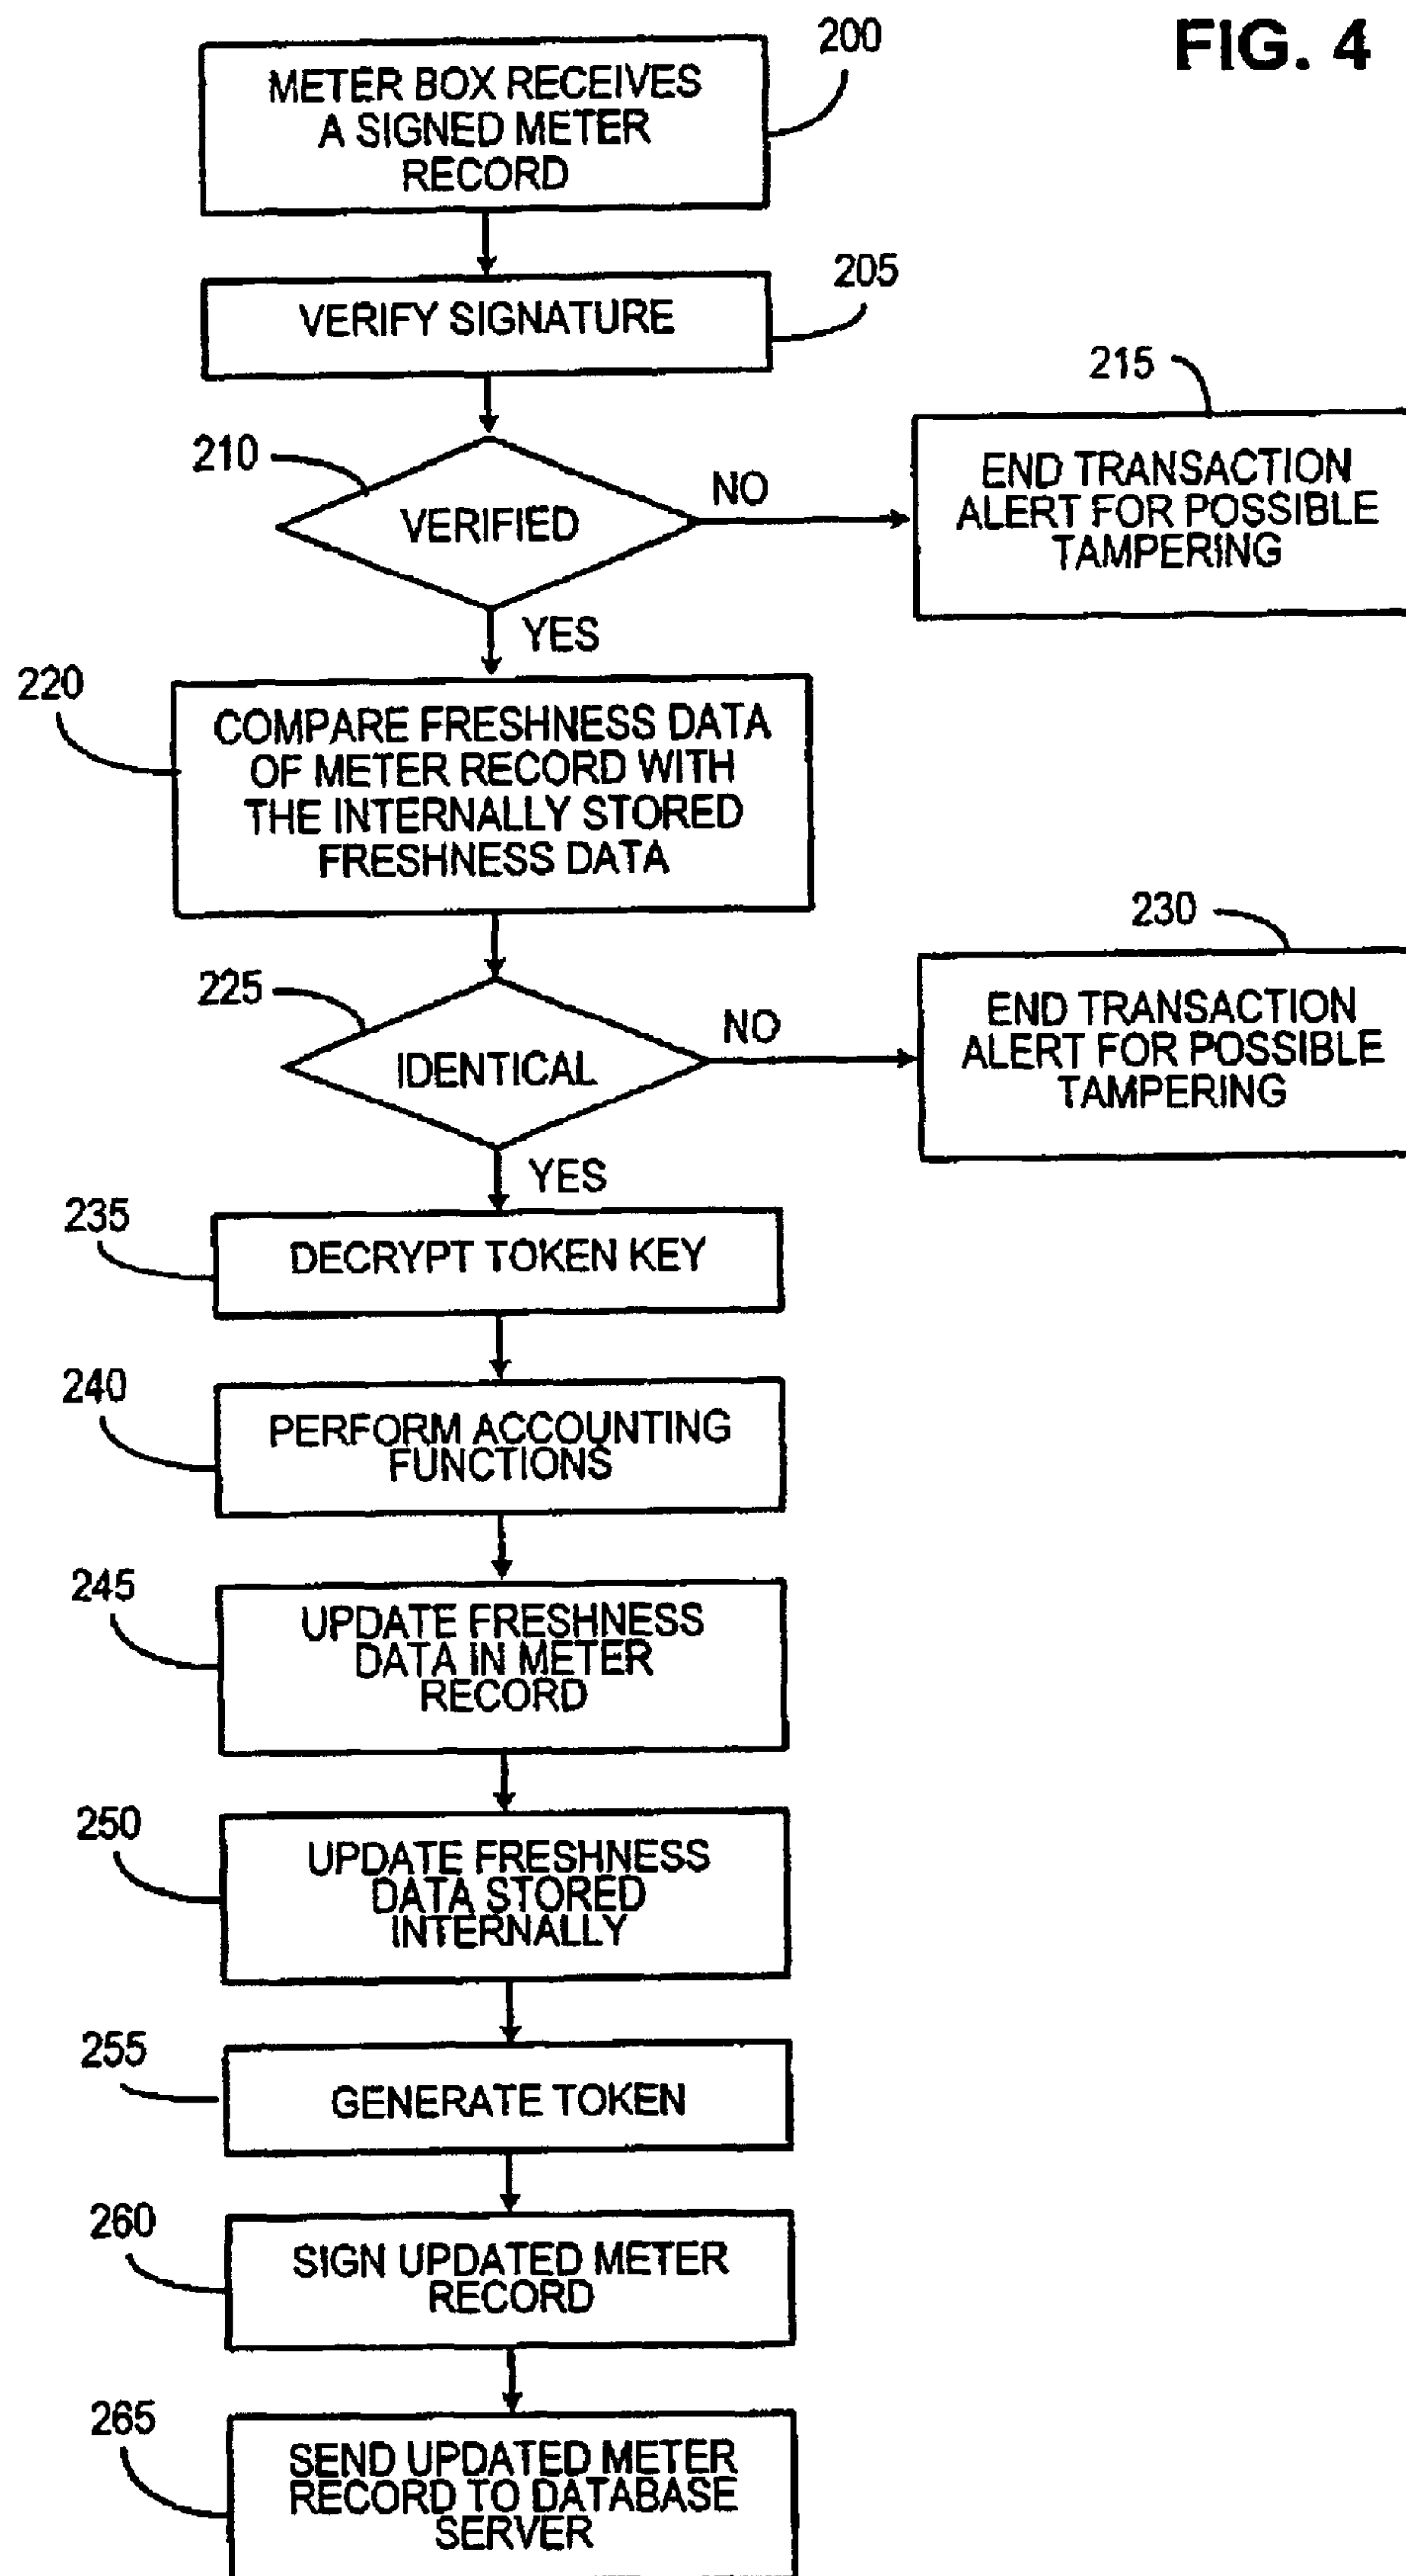 FIG. 4
200
METER BOX RECEIVES
A SIGNED METER
RECORD
205
VERIFY SIGNATURE
215
210
VERIFIED
NO
END TRANSACTION
ALERT FOR POSSIBLE
TAMPERING
YES
220
COMPARE FRESHNESS DATA
OF METER RECORD WITH
THE INTERNALLY STORED
FRESHNESS DATA
230
225
IDENTICAL
NO
END TRANSACTION
ALERT FOR POSSIBLE
TAMPERING
YES
235
DECRYPT TOKEN KEY
240
PERFORM ACCOUNTING
FUNCTIONS
245
UPDATE FRESHNESS
DATA IN METER
RECORD
250
UPDATE FRESHNESS
DATA STORED
INTERNALLY
255
GENERATE TOKEN
260
SIGN UPDATED METER
RECORD
265
SEND UPDATED METER
RECORD TO DATABASE
SERVER